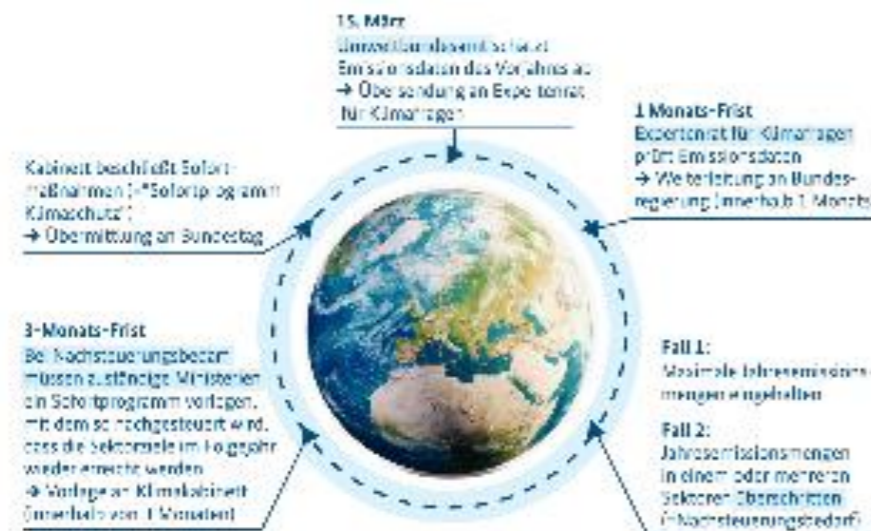 15. März
Umweltbundesamt schätzt
Emissionsdaten des Vorjahres ab
→ Übersendung an Expertenrat
für Klimafragen
1 Monats-Frist
Expertenrat für Klimafragen
prüft Emissionsdaten
→ Weiterleitung an Bundes-
regierung (innerhalb 1 Monats
Fall 1:
Maximale Jahresemissions-
mengen eingehalten
Fall 2:
Jahresemissionsmengen
in einem oder mehreren
Sektoren überschritten
(=Nachsteuerungsbedarf)
3-Monats-Frist
Bei Nachsteuerungsbedarf
müssen zuständige Ministerien
ein Sofortprogramm vorlegen,
mit dem so nachgesteuert wird,
dass die Sektorziele im Folgejahr
wieder erreicht werden
→ Vorlage an Klimakabinett
(innerhalb von 3 Monaten)
Kabinett beschließt Sofort-
maßnahmen (="Sofortprogramm
Klimaschutz")
→ Übermittlung an Bundestag